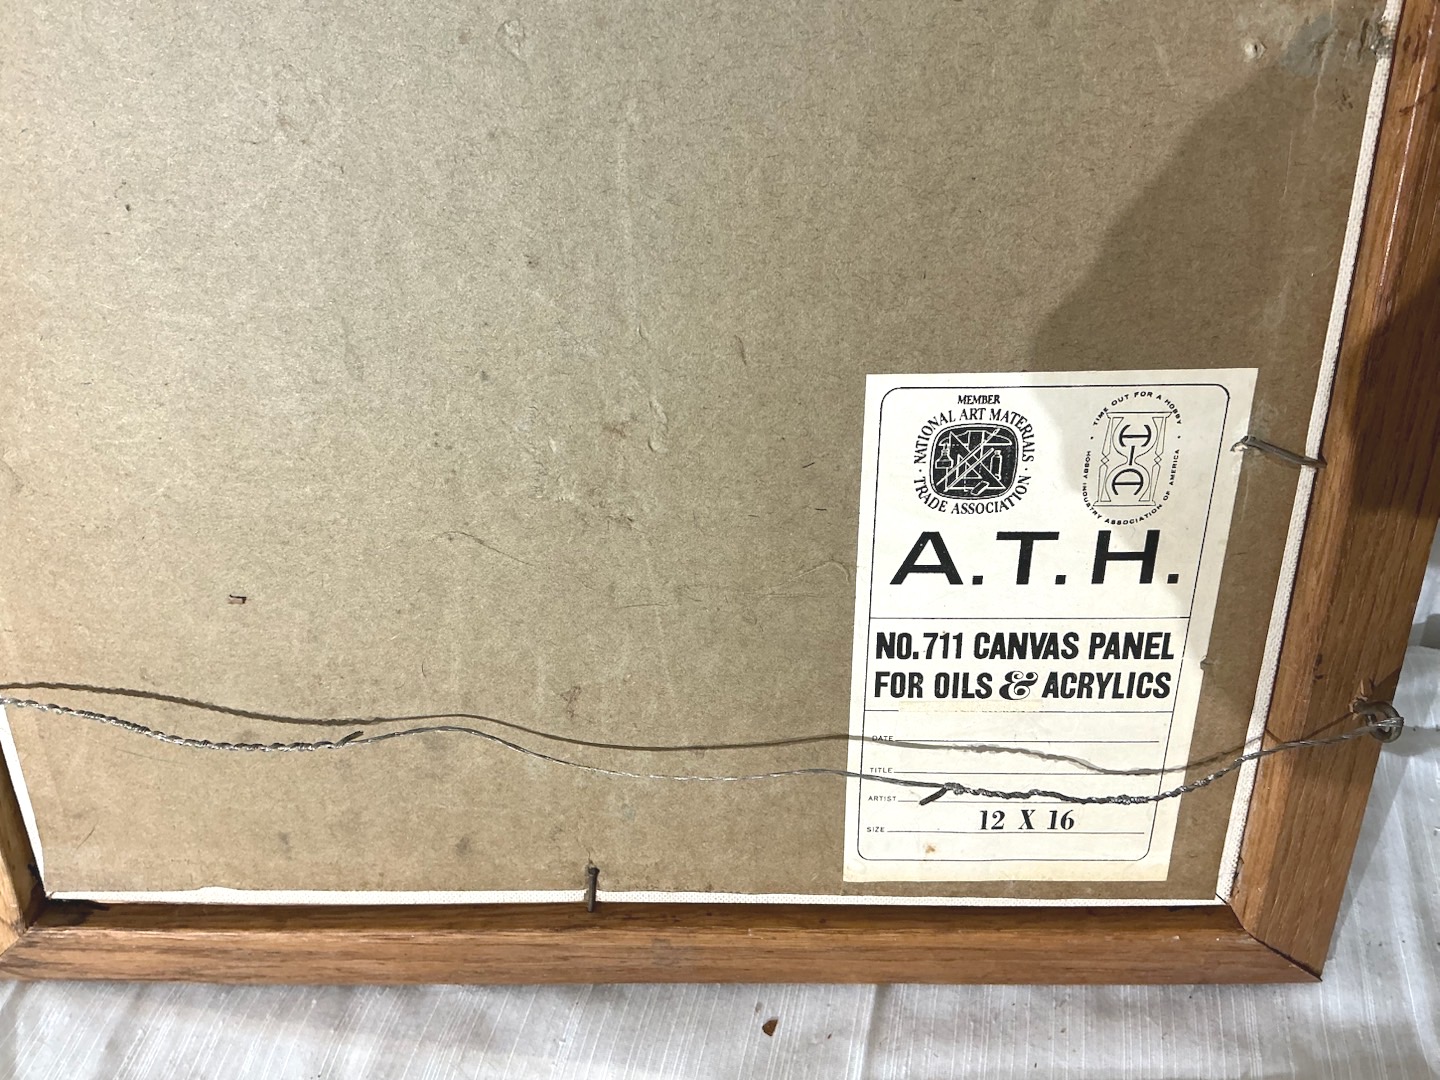 MEMBER
NATIONAL ART MATERIALS
· TRADE ASSOCIATION ·
TIME OUT FOR A HOBBY
HIA
· HOBBY INDUSTRY ASSOCIATION OF AMERICA ·
A.T.H.
NO. 711 CANVAS PANEL
FOR OILS & ACRYLICS
DATE
TITLE
ARTIST
SIZE 12 X 16